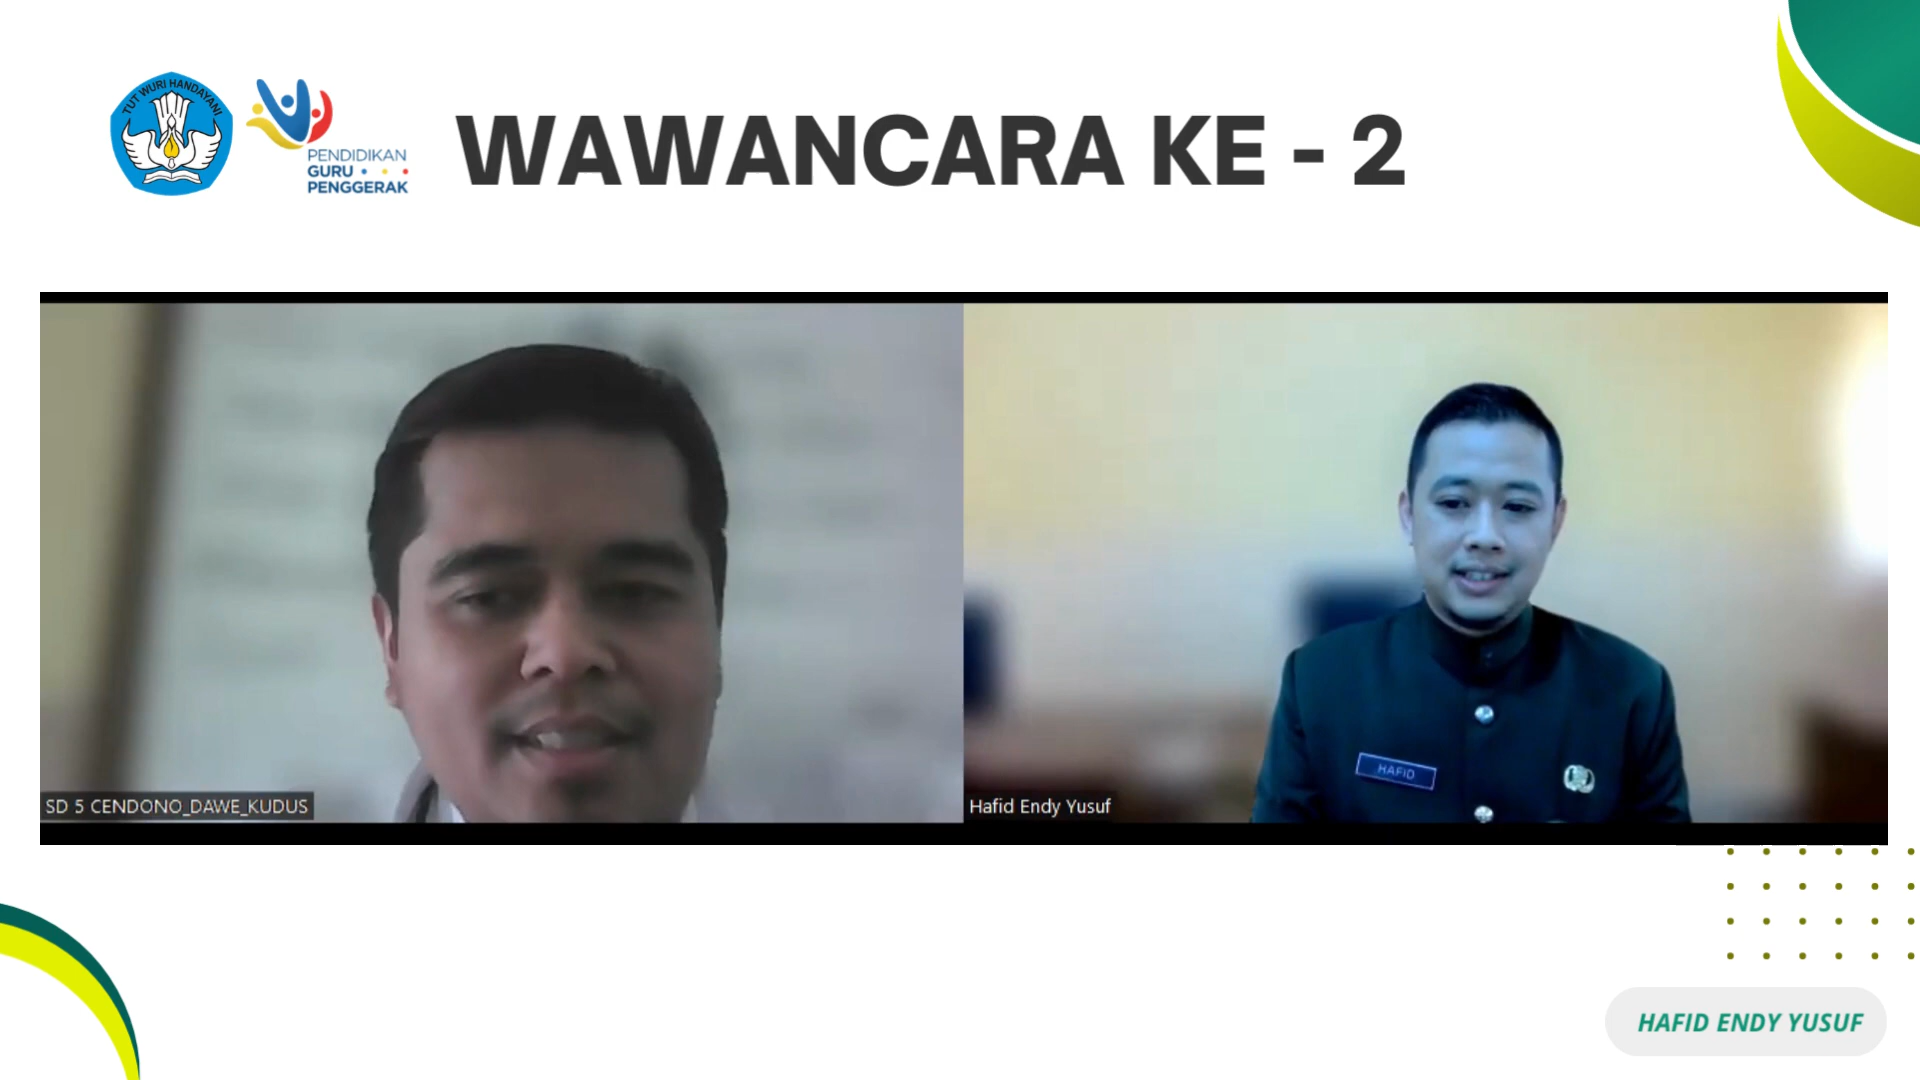 TUT WURI HANDAYANI
PENDIDIKAN
GURU
PENGGERAK
WAWANCARA KE - 2
SD 5 CENDONO_DAWE_KUDUS
HAFID
Hafid Endy Yusuf
HAFID ENDY YUSUF